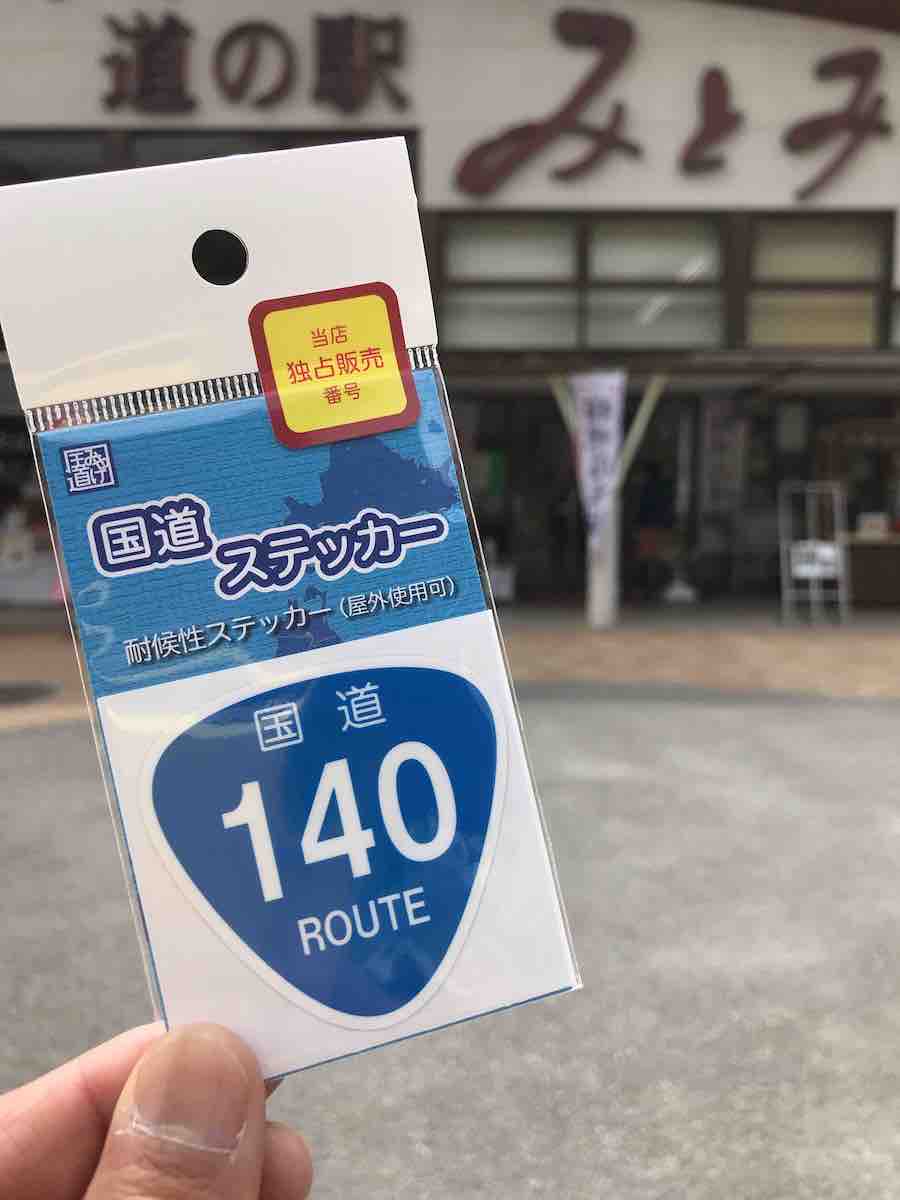 道の駅 みとみ
当店
独占販売
番号
国道
ステッカー
耐候性ステッカー（屋外使用可）
国道
140
ROUTE